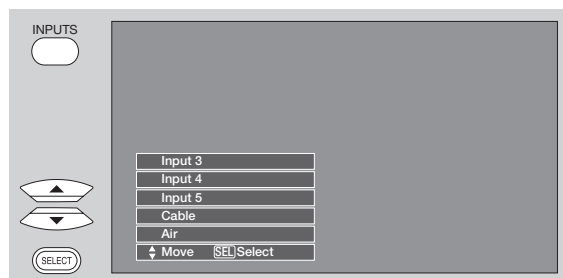 INPUTS
Input 3
Input 4
Input 5
Cable
Air
Move SEL Select
SELECT